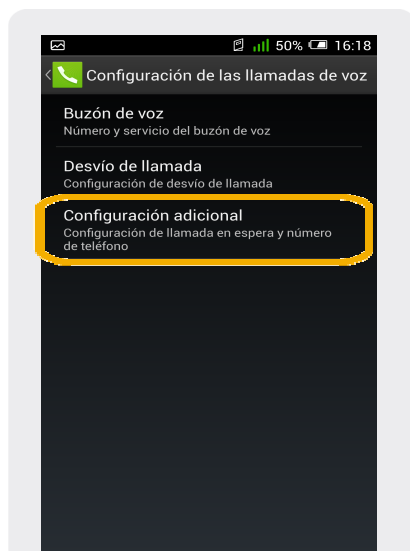 50% 16:18
Configuración de las llamadas de voz
Buzón de voz
Número y servicio del buzón de voz
Desvío de llamada
Configuración de desvío de llamada
Configuración adicional
Configuración de llamada en espera y número
de teléfono